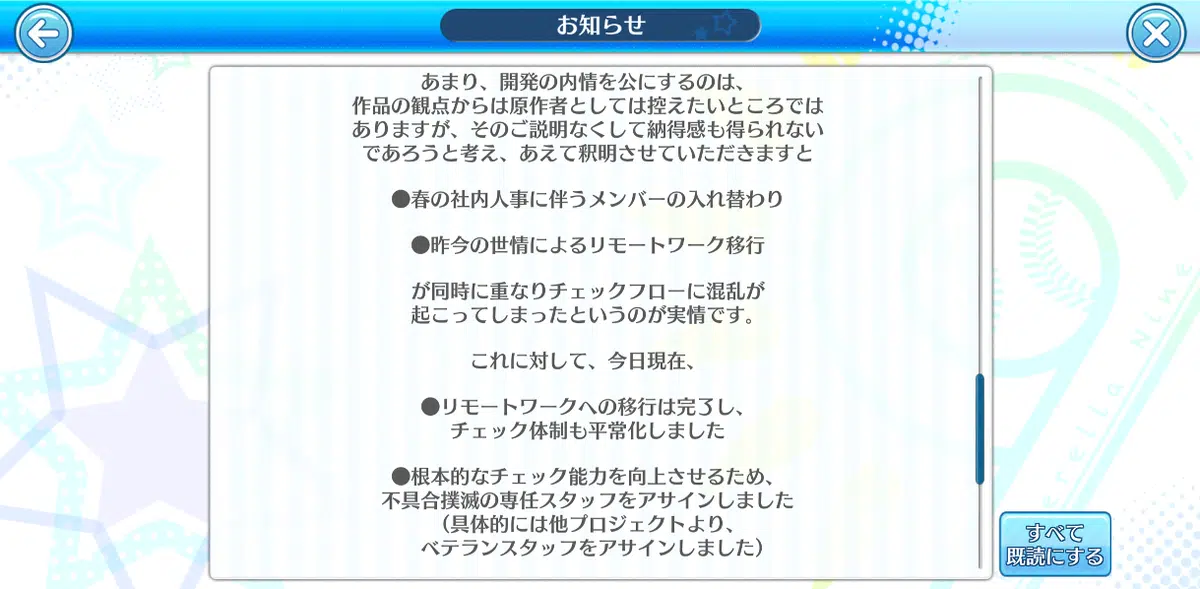 お知らせ
あまり、開発の内情を公にするのは、
作品の観点からは原作者としては控えたいところでは
ありますが、そのご説明なくして納得感も得られない
であろうと考え、あえて釈明させていただきますと
●春の社内人事に伴うメンバーの入れ替わり
●昨今の世情によるリモートワーク移行
が同時に重なりチェックフローに混乱が
起こってしまったというのが実情です。
これに対して、今日現在、
●リモートワークへの移行は完了し、
チェック体制も平常化しました
●根本的なチェック能力を向上させるため、
不具合撲滅の専任スタッフをアサインしました
（具体的には他プロジェクトより、
ベテランスタッフをアサインしました）
すべて
既読にする